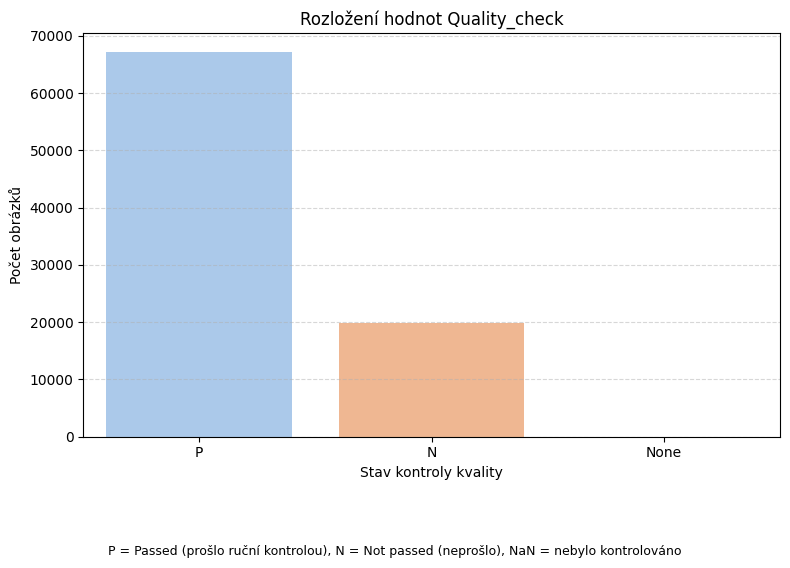 Rozložení hodnot Quality_check
70000
60000
50000
40000
30000
20000
10000
0
Počet obrázků
P N None
Stav kontroly kvality
P = Passed (prošlo ruční kontrolou), N = Not passed (neprošlo), NaN = nebylo kontrolováno